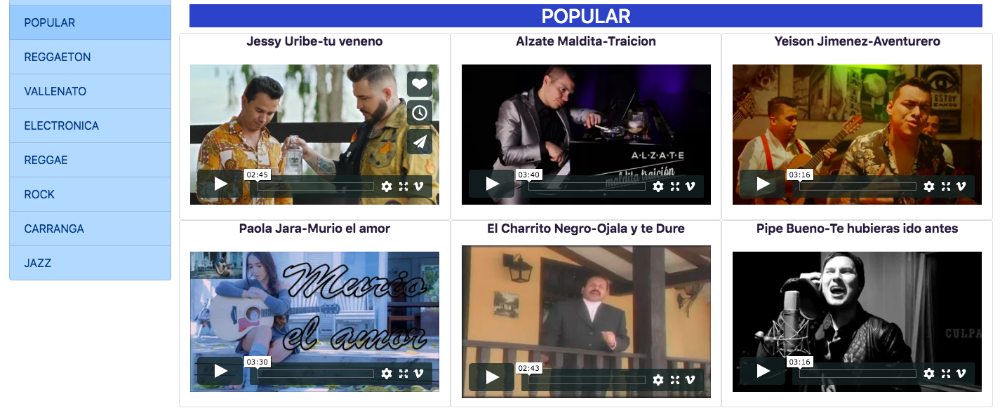 POPULAR
REGGAETON
VALLENATO
ELECTRONICA
REGGAE
ROCK
CARRANGA
JAZZ
POPULAR
Jessy Uribe-tu veneno
02:45
Alzate Maldita-Traicion
A·L·Z·A·T·E
maldita traición
03:40
Yeison Jimenez-Aventurero
ESTOY
03:16
Paola Jara-Murio el amor
Murio
el amor
03:30
El Charrito Negro-Ojala y te Dure
02:43
Pipe Bueno-Te hubieras ido antes
CULPA
03:16